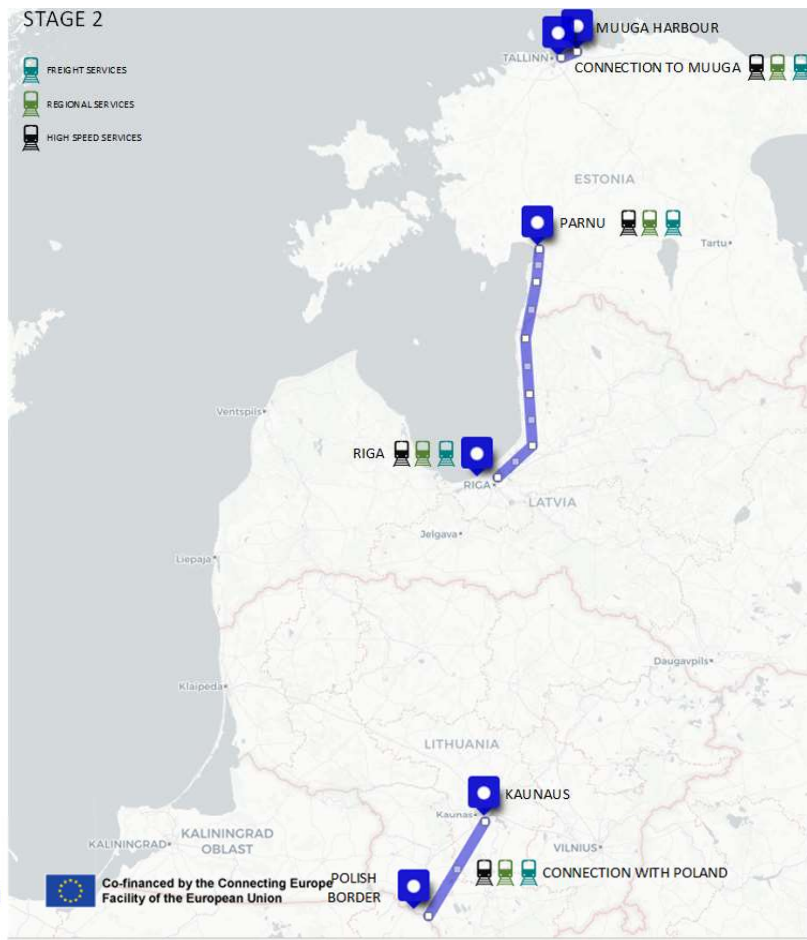 STAGE 2
FREIGHT SERVICES
REGIONAL SERVICES
HIGH SPEED SERVICES
MUUGA HARBOUR
TALLINN
CONNECTION TO MUUGA
ESTONIA
PARNU
Tartu
Ventspils
RIGA
RIGA
LATVIA
Jelgava
Liepaja
Daugavpils
Klaipeda
LITHUANIA
KAUNAUS
Kaunas
KALININGRAD
KALININGRAD
OBLAST
VILNIUS
CONNECTION WITH POLAND
POLISH
BORDER
Co-financed by the Connecting Europe
Facility of the European Union